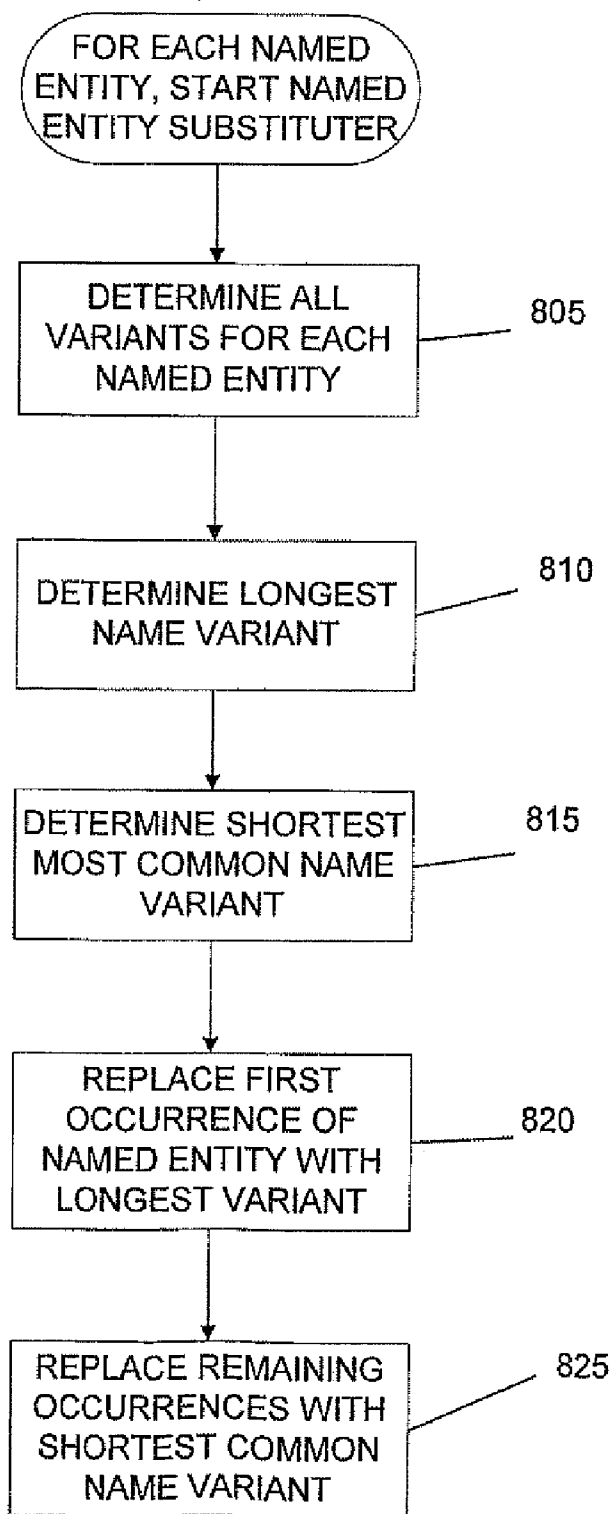 FOR EACH NAMED
ENTITY, START NAMED
ENTITY SUBSTITUTER
DETERMINE ALL
VARIANTS FOR EACH
NAMED ENTITY
805
DETERMINE LONGEST
NAME VARIANT
810
DETERMINE SHORTEST
MOST COMMON NAME
VARIANT
815
REPLACE FIRST
OCCURRENCE OF
NAMED ENTITY WITH
LONGEST VARIANT
820
REPLACE REMAINING
OCCURRENCES WITH
SHORTEST COMMON
NAME VARIANT
825